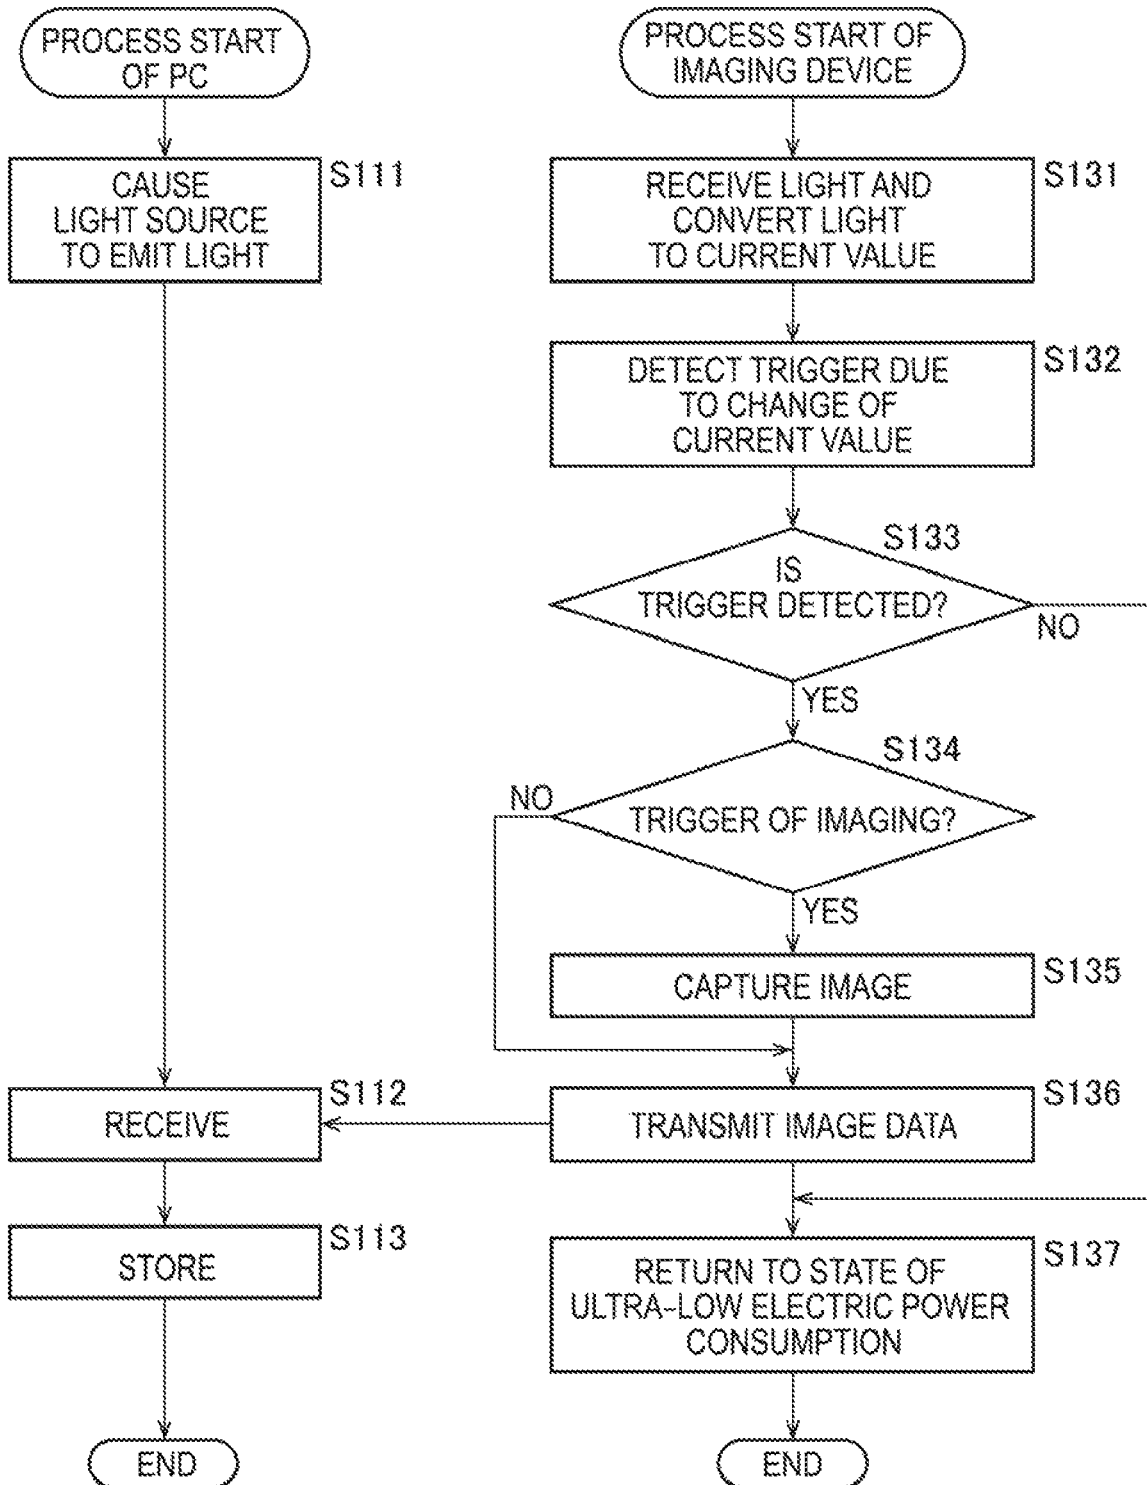 PROCESS START
OF PC
S111
CAUSE
LIGHT SOURCE
TO EMIT LIGHT
S112
RECEIVE
S113
STORE
END
PROCESS START OF
IMAGING DEVICE
S131
RECEIVE LIGHT AND
CONVERT LIGHT
TO CURRENT VALUE
S132
DETECT TRIGGER DUE
TO CHANGE OF
CURRENT VALUE
S133
IS
TRIGGER DETECTED?
NO
YES
S134
NO
TRIGGER OF IMAGING?
YES
S135
CAPTURE IMAGE
S136
TRANSMIT IMAGE DATA
S137
RETURN TO STATE OF
ULTRA-LOW ELECTRIC POWER
CONSUMPTION
END